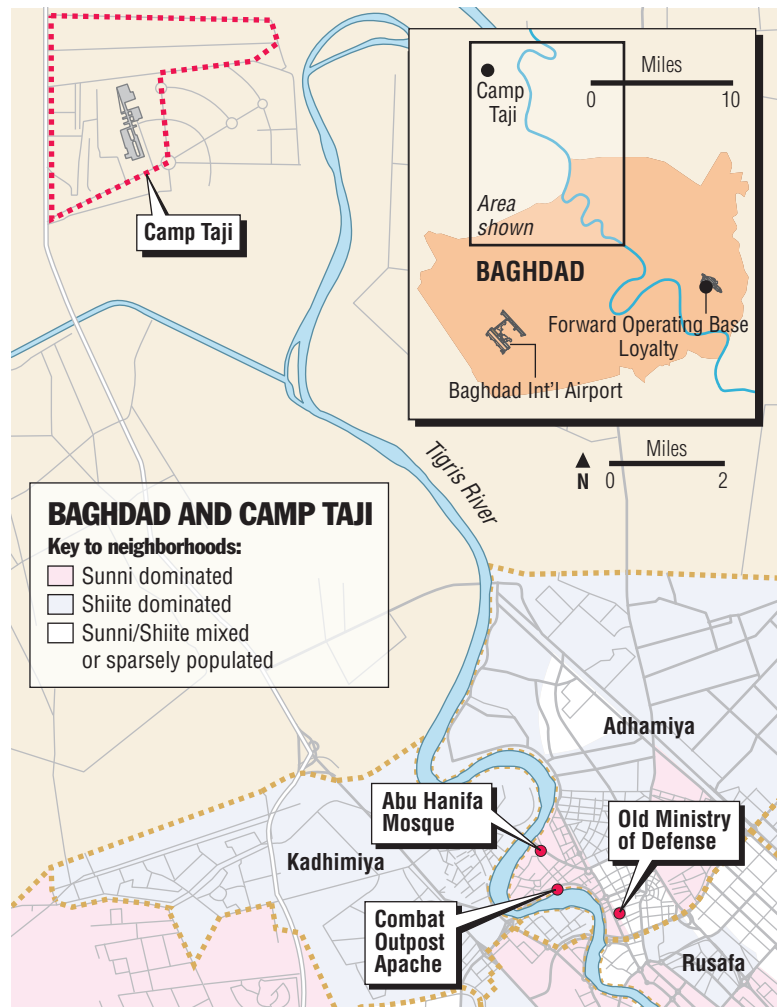 Miles
0 10
Camp
Taji
Area
shown
BAGHDAD
Forward Operating Base
Loyalty
Baghdad Int'l Airport
Camp Taji
Miles
N 0 2
Tigris River
BAGHDAD AND CAMP TAJI
Key to neighborhoods:
Sunni dominated
Shiite dominated
Sunni/Shiite mixed
or sparsely populated
Adhamiya
Abu Hanifa
Mosque
Old Ministry
of Defense
Kadhimiya
Combat
Outpost
Apache
Rusafa